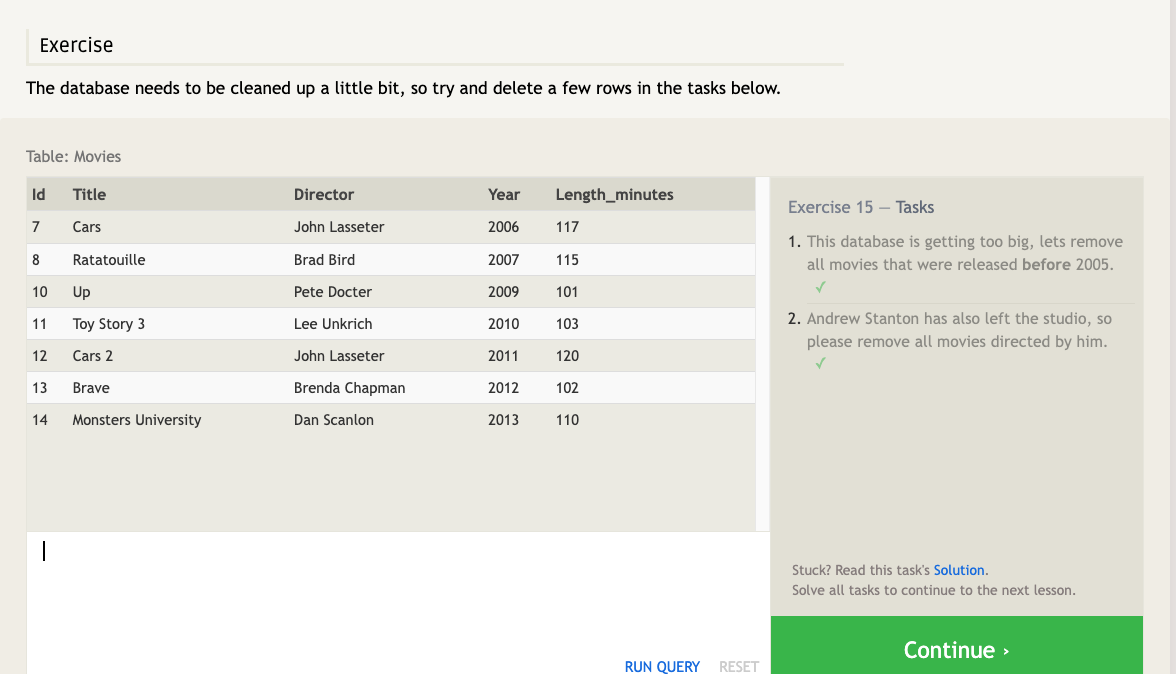 Exercise
The database needs to be cleaned up a little bit, so try and delete a few rows in the tasks below.
Table: Movies
Id Title Director Year Length_minutes
7 Cars John Lasseter 2006 117
8 Ratatouille Brad Bird 2007 115
10 Up Pete Docter 2009 101
11 Toy Story 3 Lee Unkrich 2010 103
12 Cars 2 John Lasseter 2011 120
13 Brave Brenda Chapman 2012 102
14 Monsters University Dan Scanlon 2013 110
RUN QUERY RESET
Exercise 15 — Tasks
1. This database is getting too big, lets remove
all movies that were released before 2005.
✓
2. Andrew Stanton has also left the studio, so
please remove all movies directed by him.
✓
Stuck? Read this task's Solution.
Solve all tasks to continue to the next lesson.
Continue ›